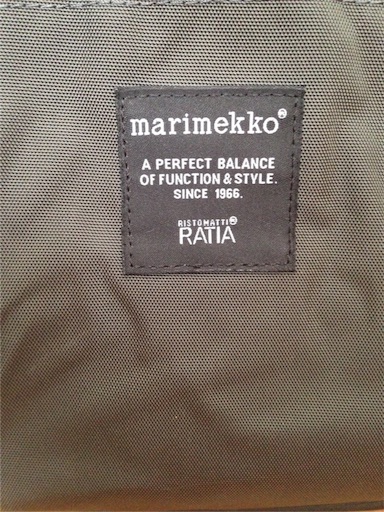 marimekko®
A PERFECT BALANCE
OF FUNCTION & STYLE.
SINCE 1966.
RISTOMATTI®
RATIA